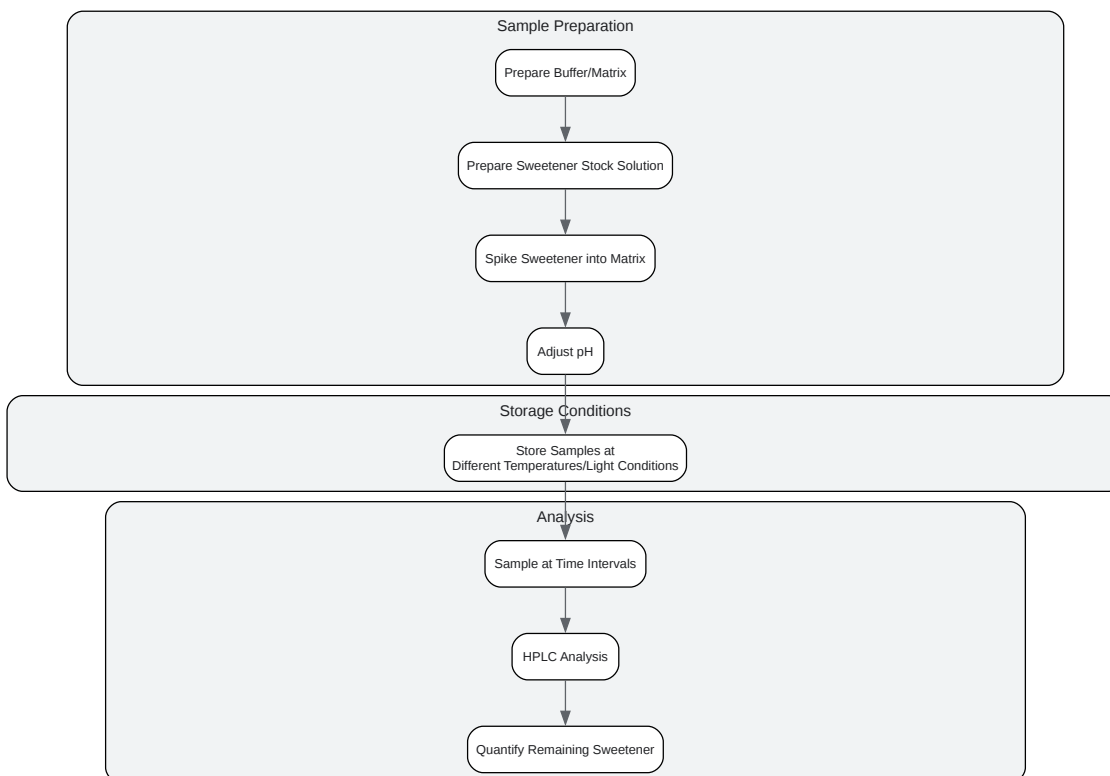 Sample Preparation
Prepare Buffer/Matrix
Prepare Sweetener Stock Solution
Spike Sweetener into Matrix
Adjust pH
Storage Conditions
Store Samples at
Different Temperatures/Light Conditions
Analysis
Sample at Time Intervals
HPLC Analysis
Quantify Remaining Sweetener